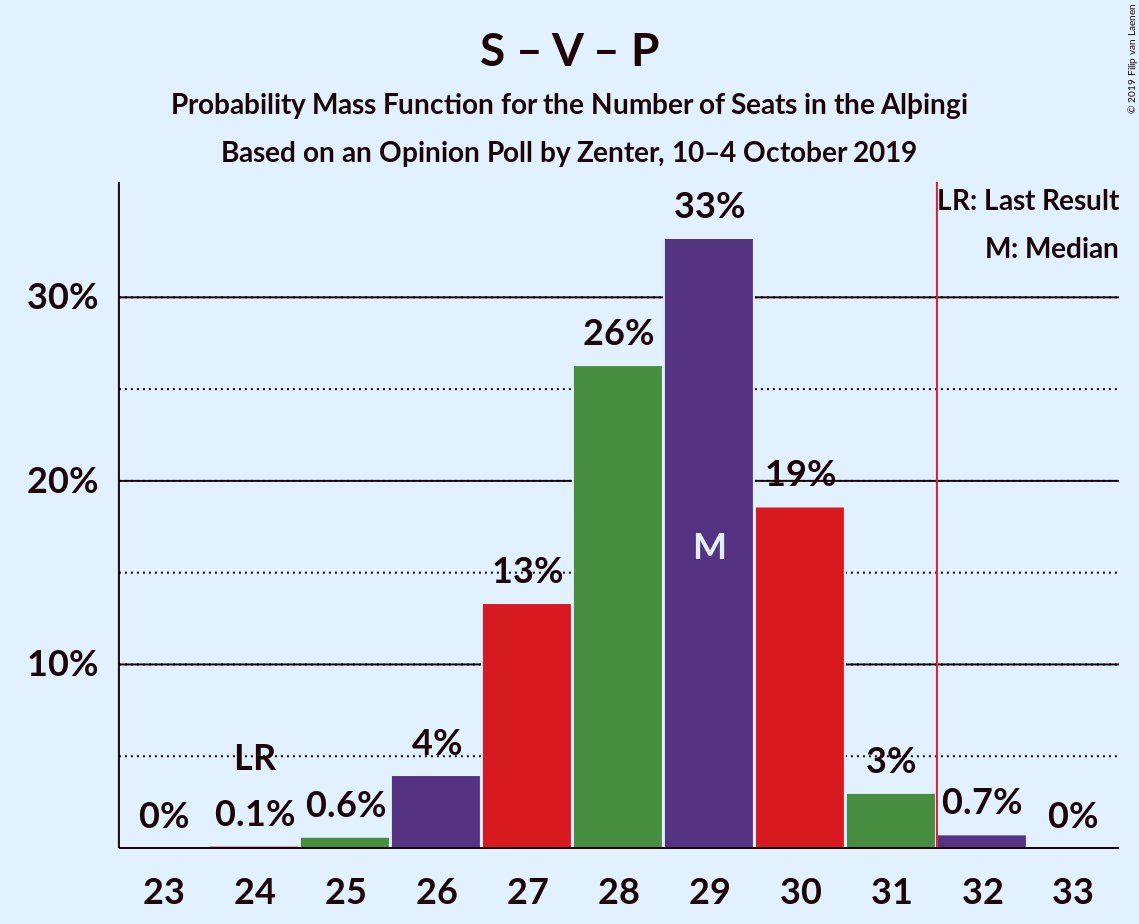 S – V – P
Probability Mass Function for the Number of Seats in the Alþingi
Based on an Opinion Poll by Zenter, 10–4 October 2019
© 2019 Filip van Laenen
LR: Last Result
M: Median
33%
30%
26%
20%
19%
M
13%
10%
4%
LR
3%
0%
0.1%
0.6%
0.7%
0%
23 24 25 26 27 28 29 30 31 32 33